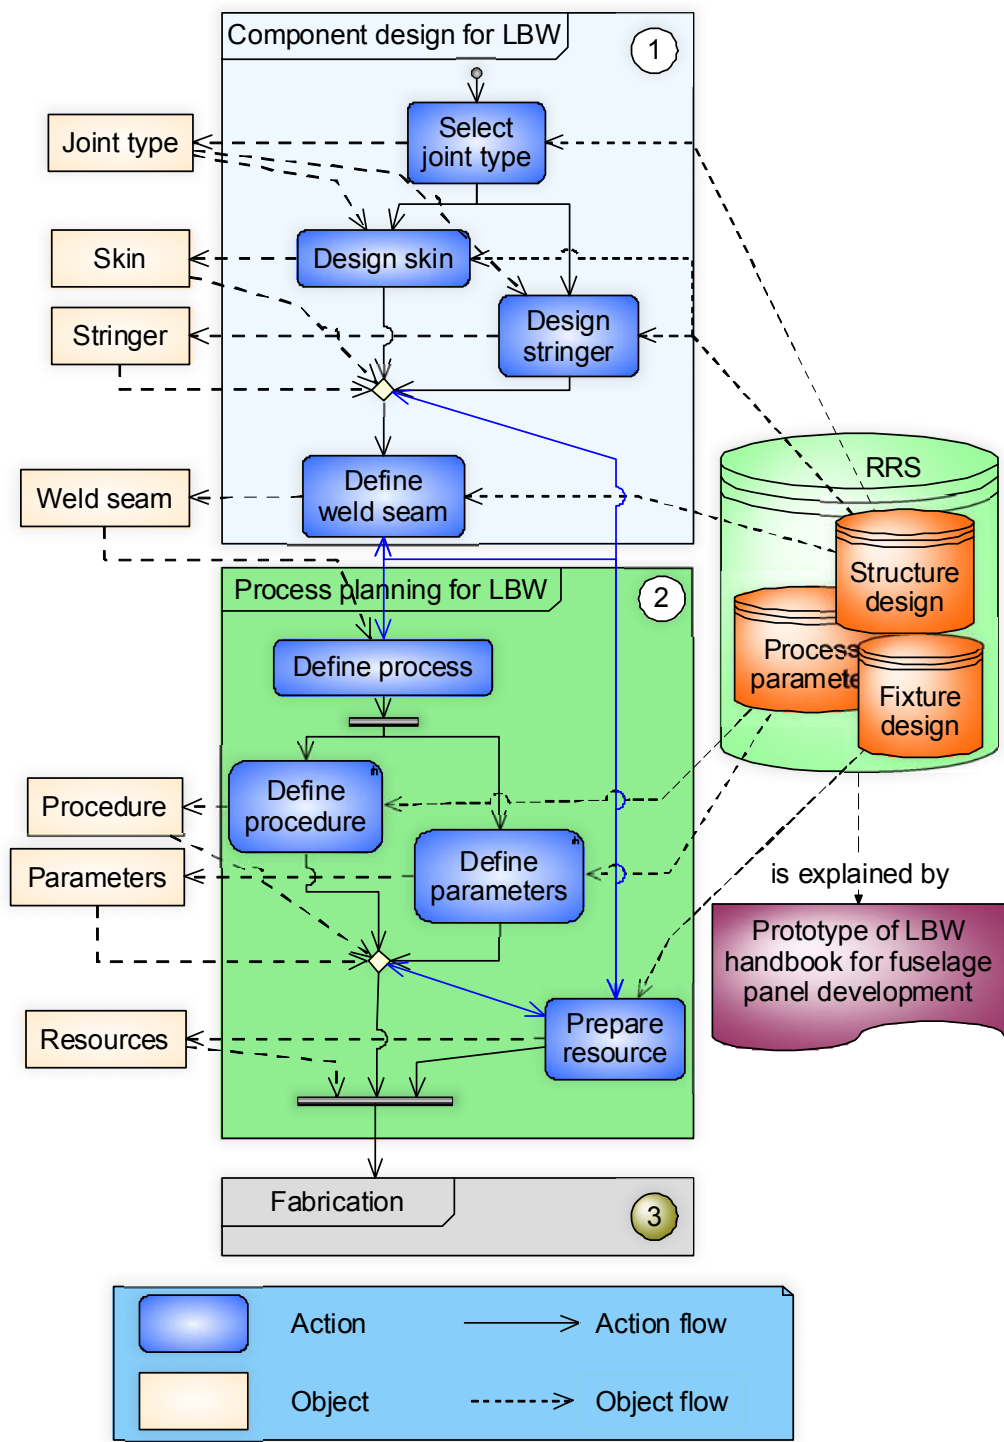 Component design for LBW
1
Select
joint type
Joint type
Skin
Design skin
Stringer
Design
stringer
RRS
Weld seam
Define
weld seam
Structure
design
Process planning for LBW
2
Define process
Process
parameter
Fixture
design
Procedure
Define
procedure
Parameters
Define
parameters
is explained by
Prototype of LBW
handbook for fuselage
panel development
Resources
Prepare
resource
Fabrication
3
Action
Action flow
Object
Object flow